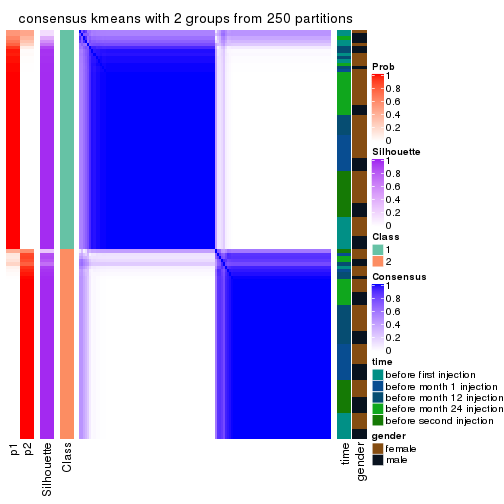 consensus kmeans with 2 groups from 250 partitions
Prob
1
0.8
0.6
0.4
0.2
0
Silhouette
1
0.8
0.6
0.4
0.2
0
Class
1
2
Consensus
1
0.8
0.6
0.4
0.2
0
time
before first injection
before month 1 injection
before month 12 injection
before month 24 injection
before second injection
gender
female
male
p1
p2
Silhouette
Class
time
gender